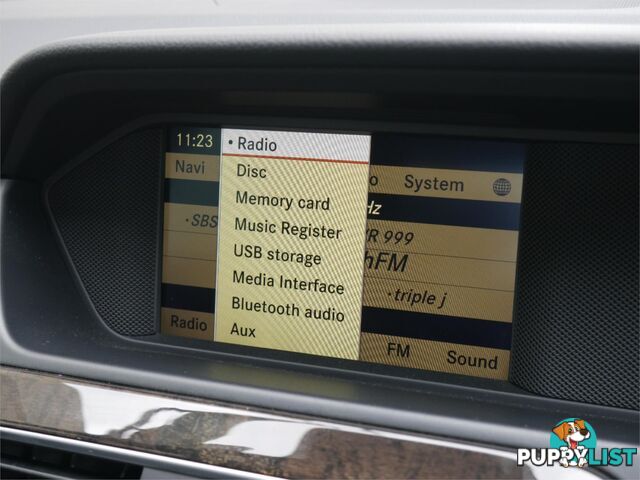 11:23
• Radio
Navi
Disc
System
Memory card
Hz
·SBS
Music Register
999
USB storage
hFM
Media Interface
·triple j
Bluetooth audio
Radio
Aux
FM
Sound
PUPPYLIST